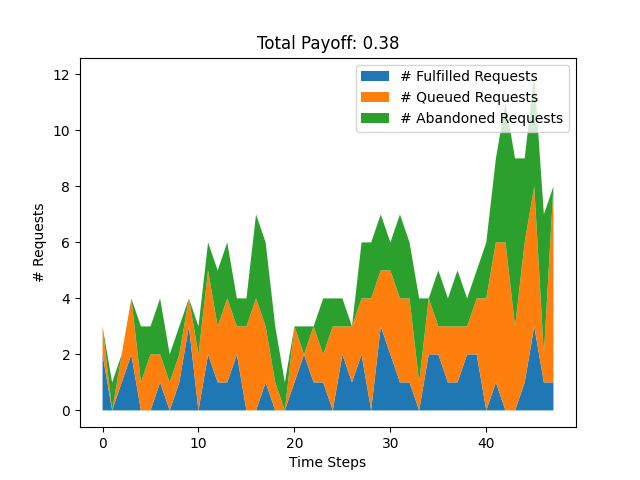 Total Payoff: 0.38
# Fulfilled Requests
# Queued Requests
# Abandoned Requests
12
10
8
6
4
2
0
# Requests
0 10 20 30 40
Time Steps